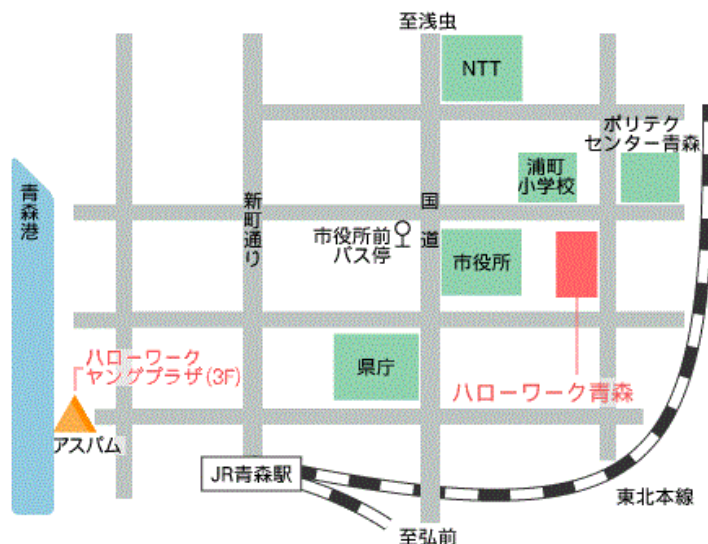 至浅虫
NTT
ポリテク
センター青森
浦町
小学校
青森港
新町通り
国道
市役所前
バス停
市役所
ハローワーク
ヤングプラザ(3F)
県庁
ハローワーク青森
アスパム
JR青森駅
東北本線
至弘前